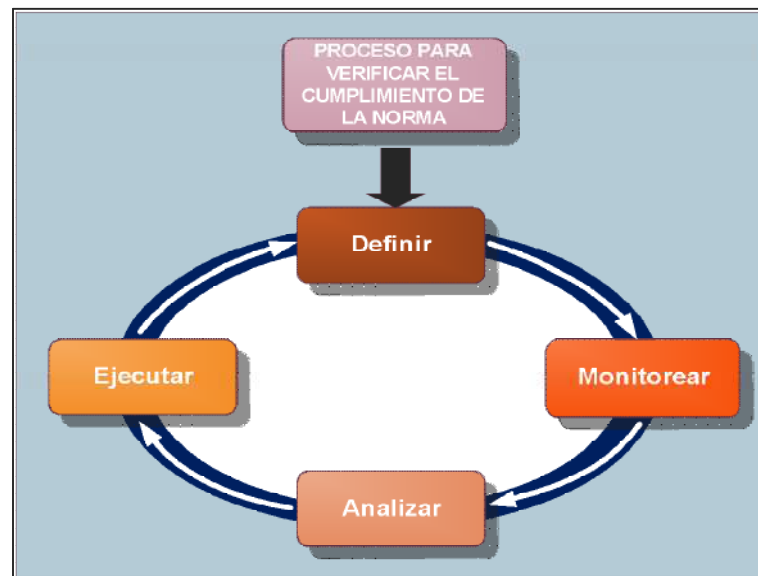 PROCESO PARA
VERIFICAR EL
CUMPLIMIENTO DE
LA NORMA
Definir
Ejecutar
Monitorear
Analizar